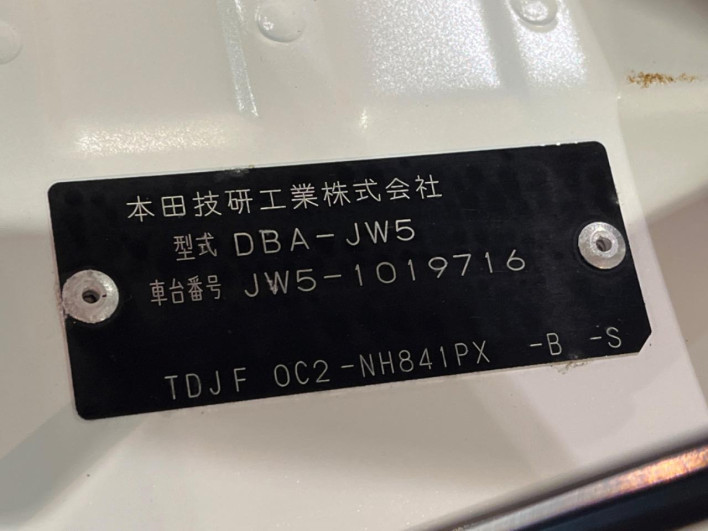 本田技研工業株式会社
型式 DBA-JW5
車台番号 JW5-1019716
TDJF 0C2-NH841PX -B -S